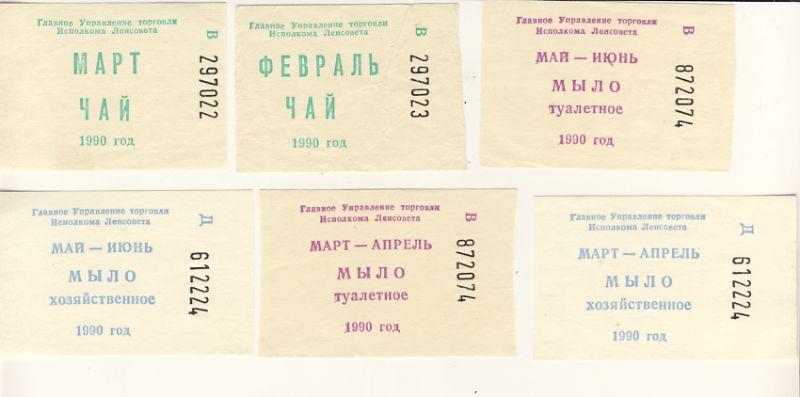 Главное Управление торговли
Исполкома Ленсовета
МАРТ
ЧАЙ
1990 год
В 297022
Главное Управление торговли
Исполкома Ленсовета
ФЕВРАЛЬ
ЧАЙ
1990 год
В 297023
Главное Управление торговли
Исполкома Ленсовета
МАЙ — ИЮНЬ
МЫЛО
туалетное
1990 год
В 872074
Главное Управление торговли
Исполкома Ленсовета
МАЙ — ИЮНЬ
МЫЛО
хозяйственное
1990 год
Д 612224
Главное Управление торговли
Исполкома Ленсовета
МАРТ — АПРЕЛЬ
МЫЛО
туалетное
1990 год
В 872074
Главное Управление торговли
Исполкома Ленсовета
МАРТ — АПРЕЛЬ
МЫЛО
хозяйственное
1990 год
Д 612224